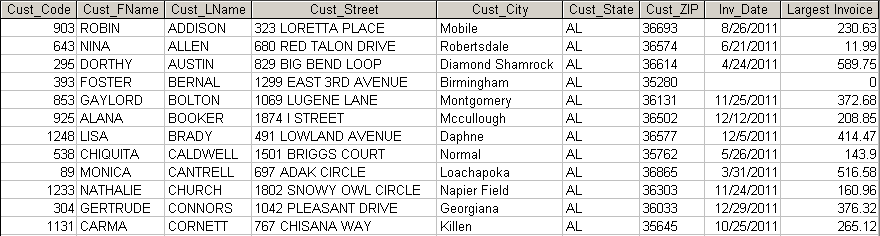 Cust_Code Cust_FName Cust_LName Cust_Street Cust_City Cust_State Cust_ZIP Inv_Date Largest Invoice
903 ROBIN ADDISON 323 LORETTA PLACE Mobile AL 36693 8/26/2011 230.63
643 NINA ALLEN 680 RED TALON DRIVE Robertsdale AL 36574 6/21/2011 11.99
295 DORTHY AUSTIN 829 BIG BEND LOOP Diamond Shamrock AL 36614 4/24/2011 589.75
393 FOSTER BERNAL 1299 EAST 3RD AVENUE Birmingham AL 35280 0
853 GAYLORD BOLTON 1069 LUGENE LANE Montgomery AL 36131 11/25/2011 372.68
925 ALANA BOOKER 1874 I STREET Mccullough AL 36502 12/12/2011 208.85
1248 LISA BRADY 491 LOWLAND AVENUE Daphne AL 36577 12/5/2011 414.47
538 CHIQUITA CALDWELL 1501 BRIGGS COURT Normal AL 35762 5/26/2011 143.9
89 MONICA CANTRELL 697 ADAK CIRCLE Loachapoka AL 36865 3/31/2011 516.58
1233 NATHALIE CHURCH 1802 SNOWY OWL CIRCLE Napier Field AL 36303 11/24/2011 160.96
304 GERTRUDE CONNORS 1042 PLEASANT DRIVE Georgiana AL 36033 12/29/2011 376.32
1131 CARMA CORNETT 767 CHISANA WAY Killen AL 35645 10/25/2011 265.12